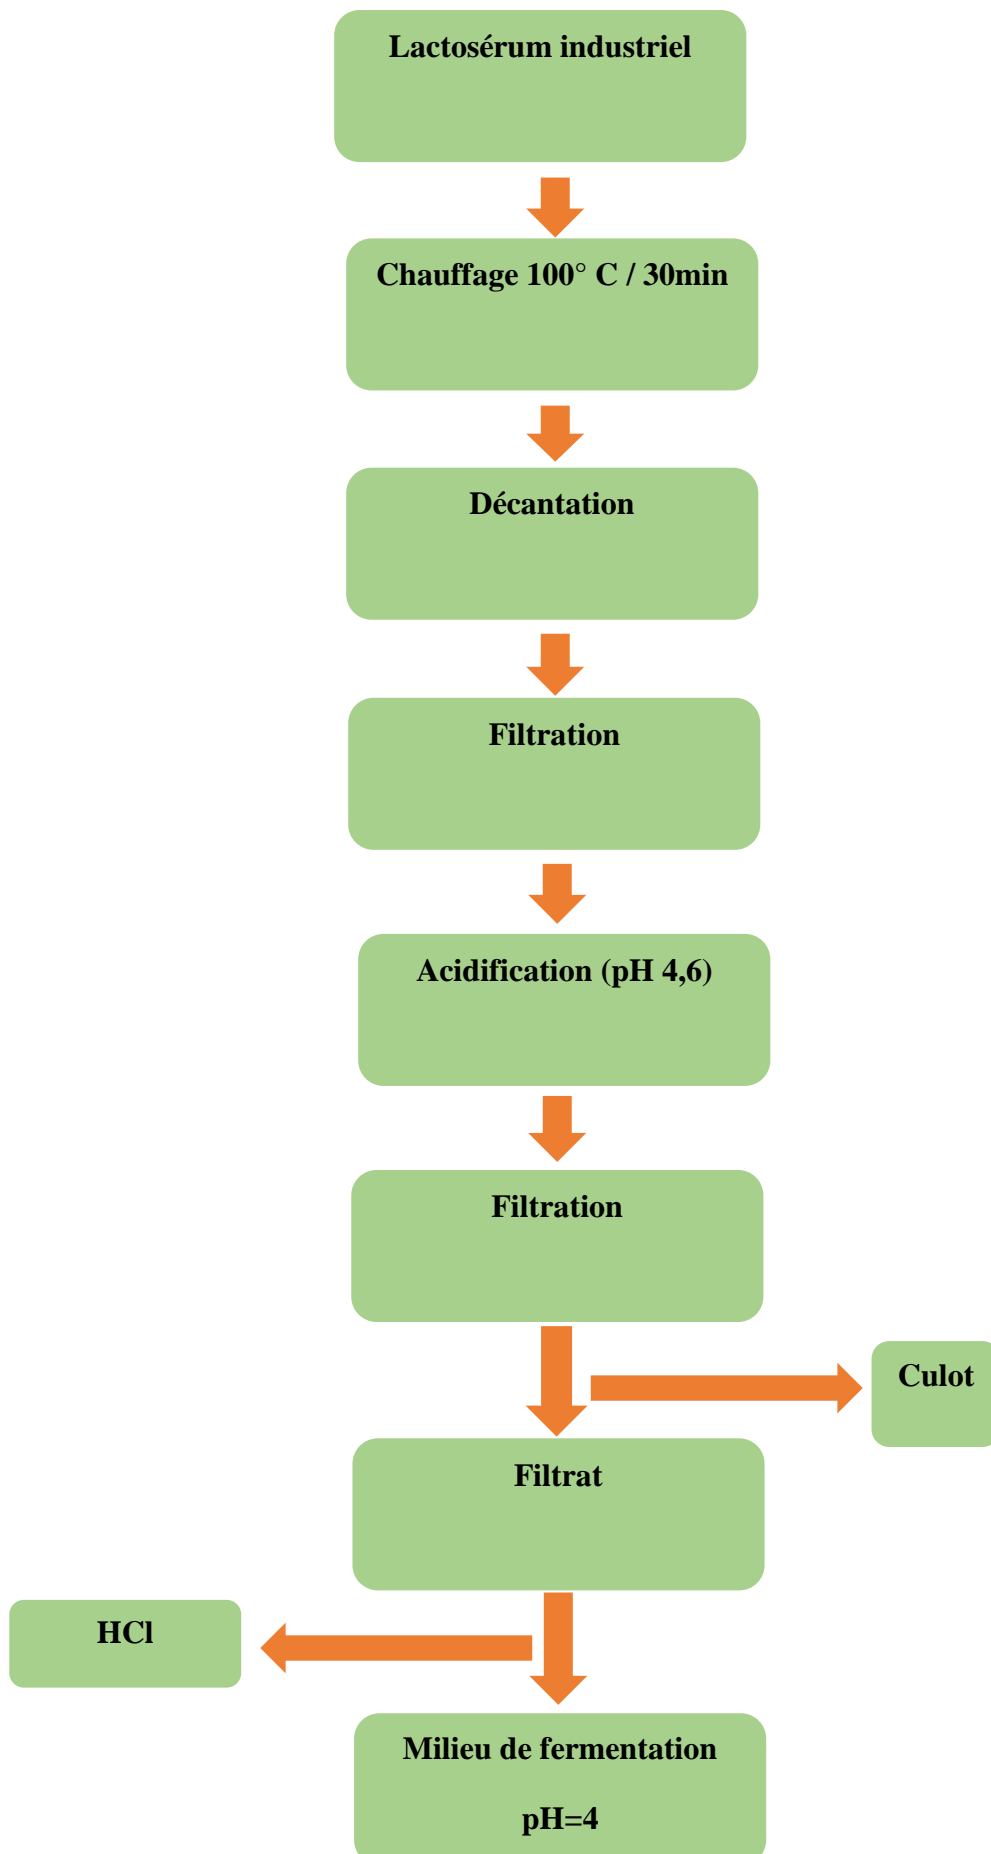 Lactosérum industriel
Chauffage 100° C / 30min
Décantation
Filtration
Acidification (pH 4,6)
Filtration
Culot
Filtrat
HCl
Milieu de fermentation
pH=4